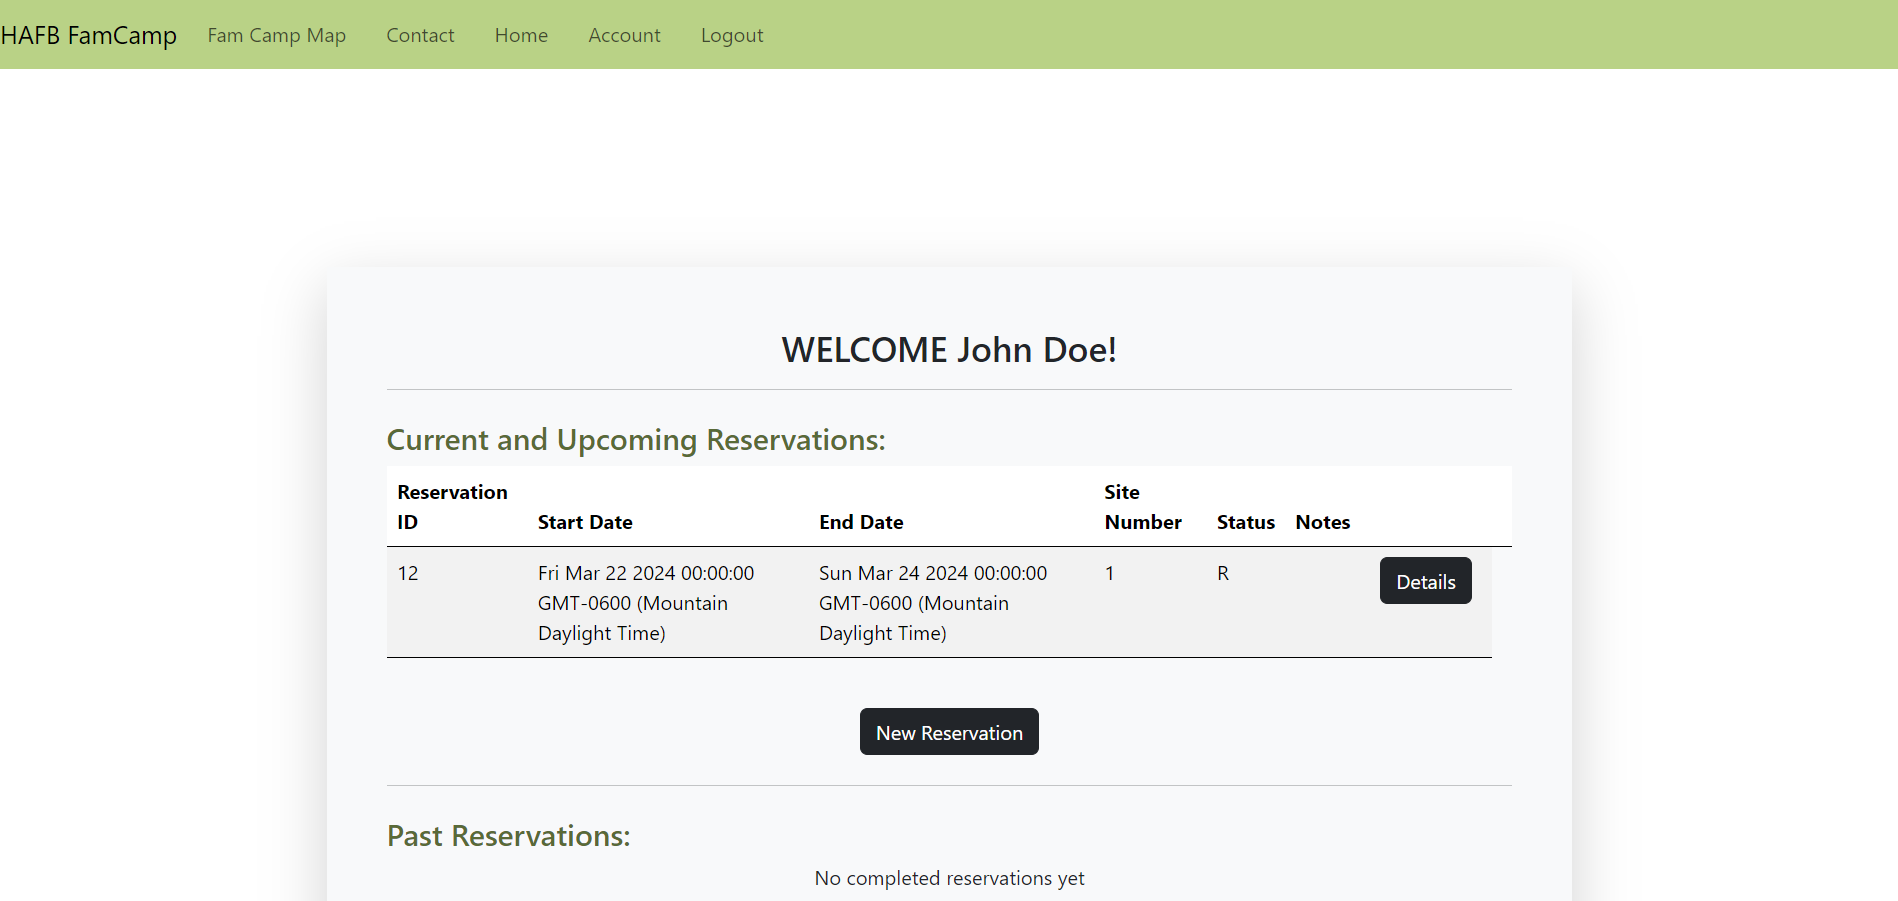 HAFB FamCamp Fam Camp Map Contact Home Account Logout
WELCOME John Doe!
Current and Upcoming Reservations:
Reservation ID Start Date End Date Site Number Status Notes
12 Fri Mar 22 2024 00:00:00 GMT-0600 (Mountain Daylight Time) Sun Mar 24 2024 00:00:00 GMT-0600 (Mountain Daylight Time) 1 R Details
New Reservation
Past Reservations:
No completed reservations yet